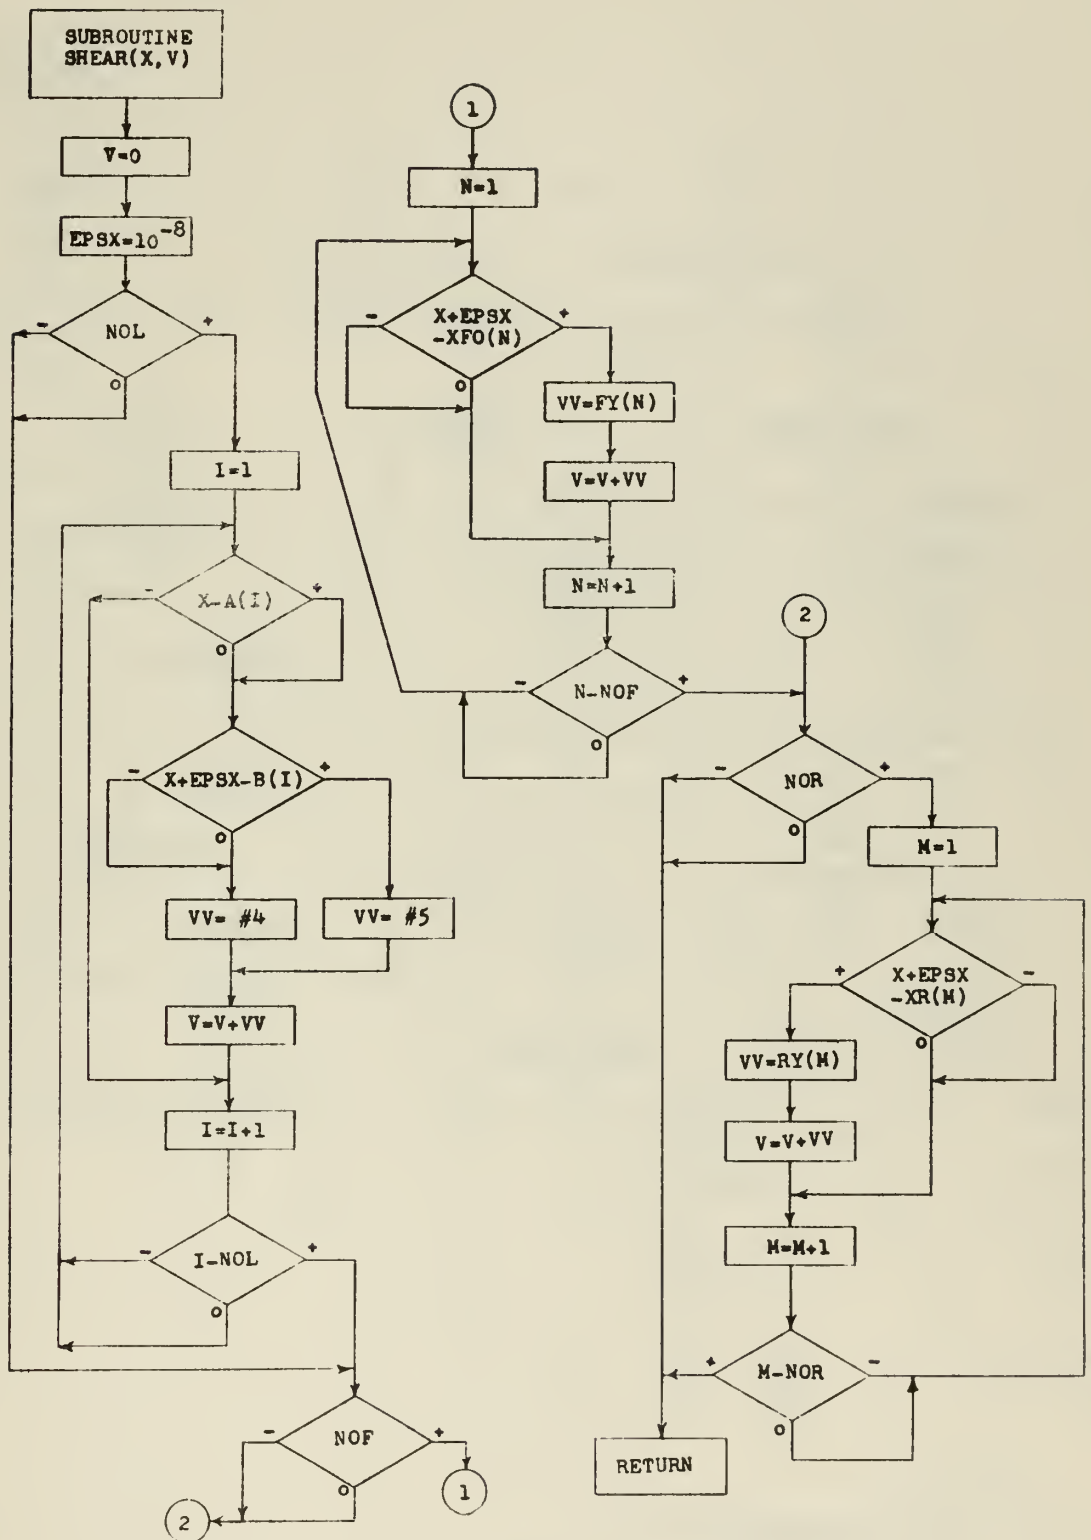 SUBROUTINE
SHEAR(X,V)
V=0
EPSX=10⁻⁸
- NOL +
0
I=1
- X-A(I) +
0
- X+EPSX-B(I) +
0
VV= #4
VV= #5
V=V+VV
I=I+1
- I-NOL +
0
- NOF +
0
1
2
1
N=1
- X+EPSX +
-XFO(N)
0
VV=FY(N)
V=V+VV
N=N+1
- N-NOF +
0
2
- NOR +
0
M=1
+ X+EPSX -
-XR(M)
0
VV=RY(M)
V=V+VV
M=M+1
+ M-NOR -
0
RETURN